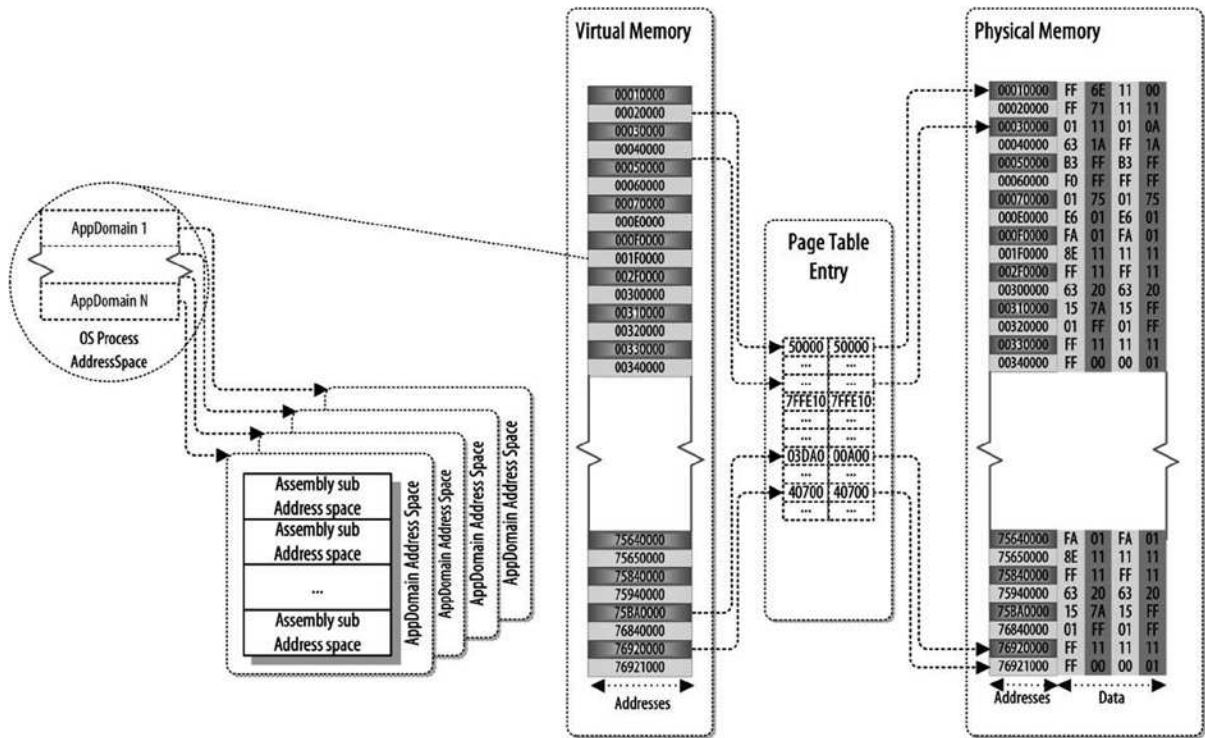 AppDomain 1
AppDomain N
OS Process
AddressSpace
Assembly sub
Address space
Assembly sub
Address space
...
Assembly sub
Address space
AppDomain Address Space
AppDomain Address Space
AppDomain Address Space
AppDomain Address Space
Virtual Memory
00010000
00020000
00030000
00040000
00050000
00060000
00070000
000E0000
000F0000
001F0000
002F0000
00300000
00310000
00320000
00330000
00340000
75640000
75650000
75840000
75940000
75BA0000
76840000
76920000
76921000
Addresses
Page Table
Entry
50000 50000
... ...
... ...
7FFE10 7FFE10
... ...
... ...
03DA0 00A00
... ...
40700 40700
... ...
Physical Memory
00010000 FF 6E 11 00
00020000 FF 71 11 11
00030000 01 11 01 0A
00040000 63 1A FF 1A
00050000 B3 FF B3 FF
00060000 F0 FF FF FF
00070000 01 75 01 75
000E0000 E6 01 E6 01
000F0000 FA 01 FA 01
001F0000 8E 11 11 11
002F0000 FF 11 FF 11
00300000 63 20 63 20
00310000 15 7A 15 FF
00320000 01 FF 01 FF
00330000 FF 11 11 11
00340000 FF 00 00 01
75640000 FA 01 FA 01
75650000 8E 11 11 11
75840000 FF 11 FF 11
75940000 63 20 63 20
75BA0000 15 7A 15 FF
76840000 01 FF 01 FF
76920000 FF 11 11 11
76921000 FF 00 00 01
Addresses Data